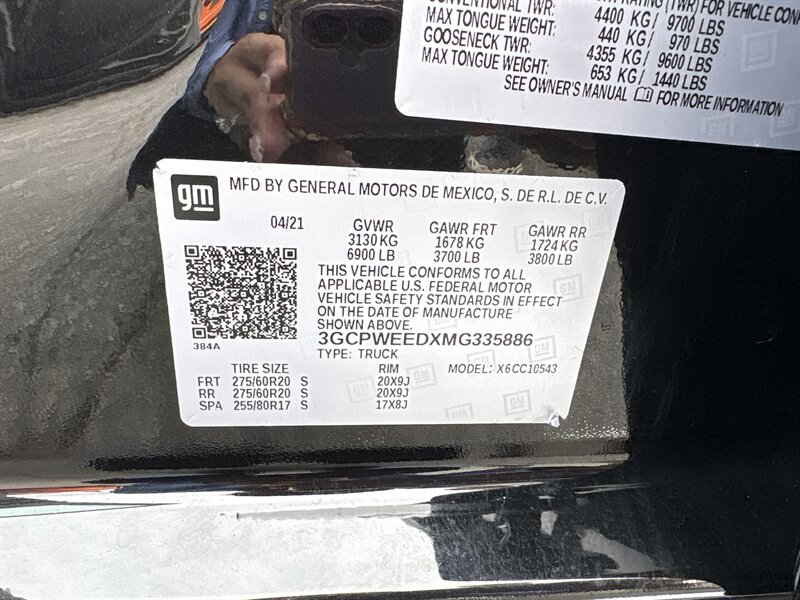 CONVENTIONAL TWR: 4400 KG/ 9700 LBS
MAX TONGUE WEIGHT: 440 KG/ 970 LBS
GOOSENECK TWR: 4355 KG/ 9600 LBS
MAX TONGUE WEIGHT: 653 KG/ 1440 LBS
SEE OWNER'S MANUAL FOR MORE INFORMATION
gm MFD BY GENERAL MOTORS DE MEXICO, S. DE R.L. DE C.V.
04/21 GVWR GAWR FRT GAWR RR
3130 KG 1678 KG 1724 KG
6900 LB 3700 LB 3800 LB
THIS VEHICLE CONFORMS TO ALL
APPLICABLE U.S. FEDERAL MOTOR
VEHICLE SAFETY STANDARDS IN EFFECT
ON THE DATE OF MANUFACTURE
SHOWN ABOVE.
384A
3GCPWEEDXMG335886
TYPE: TRUCK
TIRE SIZE RIM MODEL: X6CC10543
FRT 275/60R20 S 20X9J
RR 275/60R20 S 20X9J
SPA 255/80R17 S 17X8J